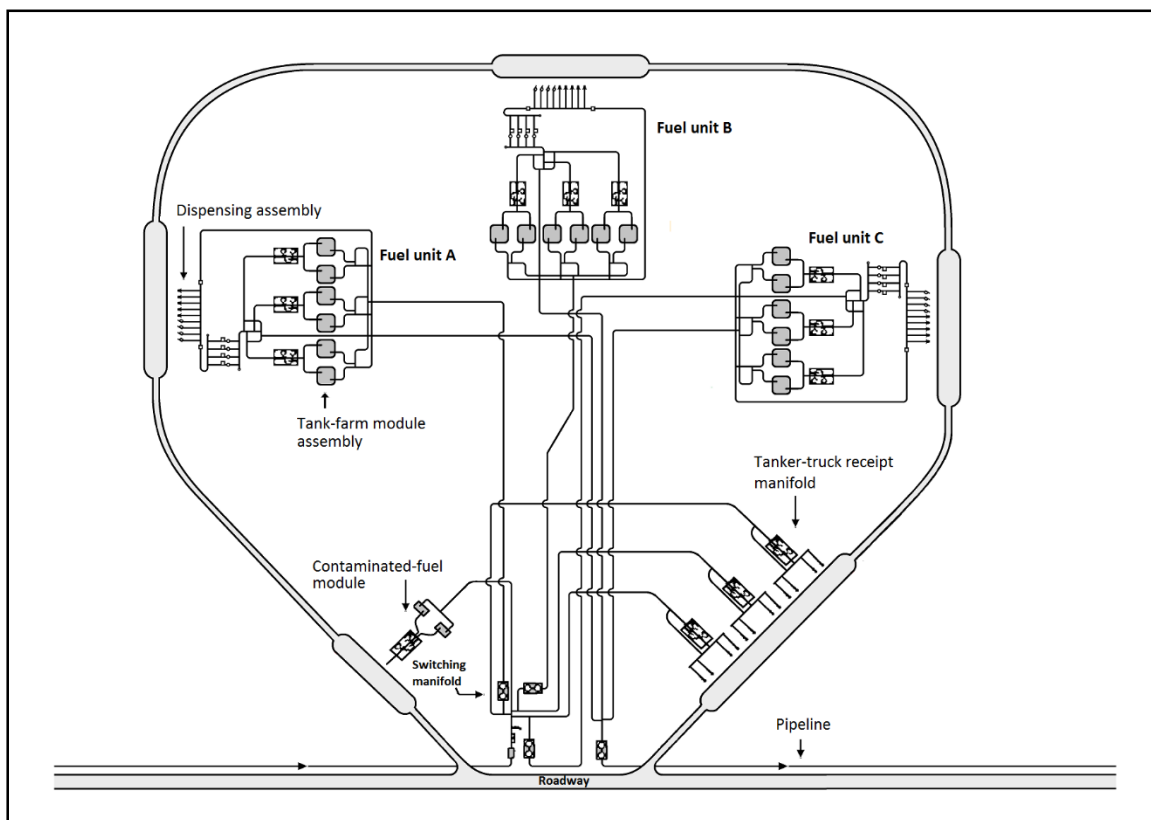 Fuel unit B
Dispensing assembly
Fuel unit A
Fuel unit C
Tank-farm module
assembly
Tanker-truck receipt
manifold
Contaminated-fuel
module
Switching
manifold
Pipeline
Roadway